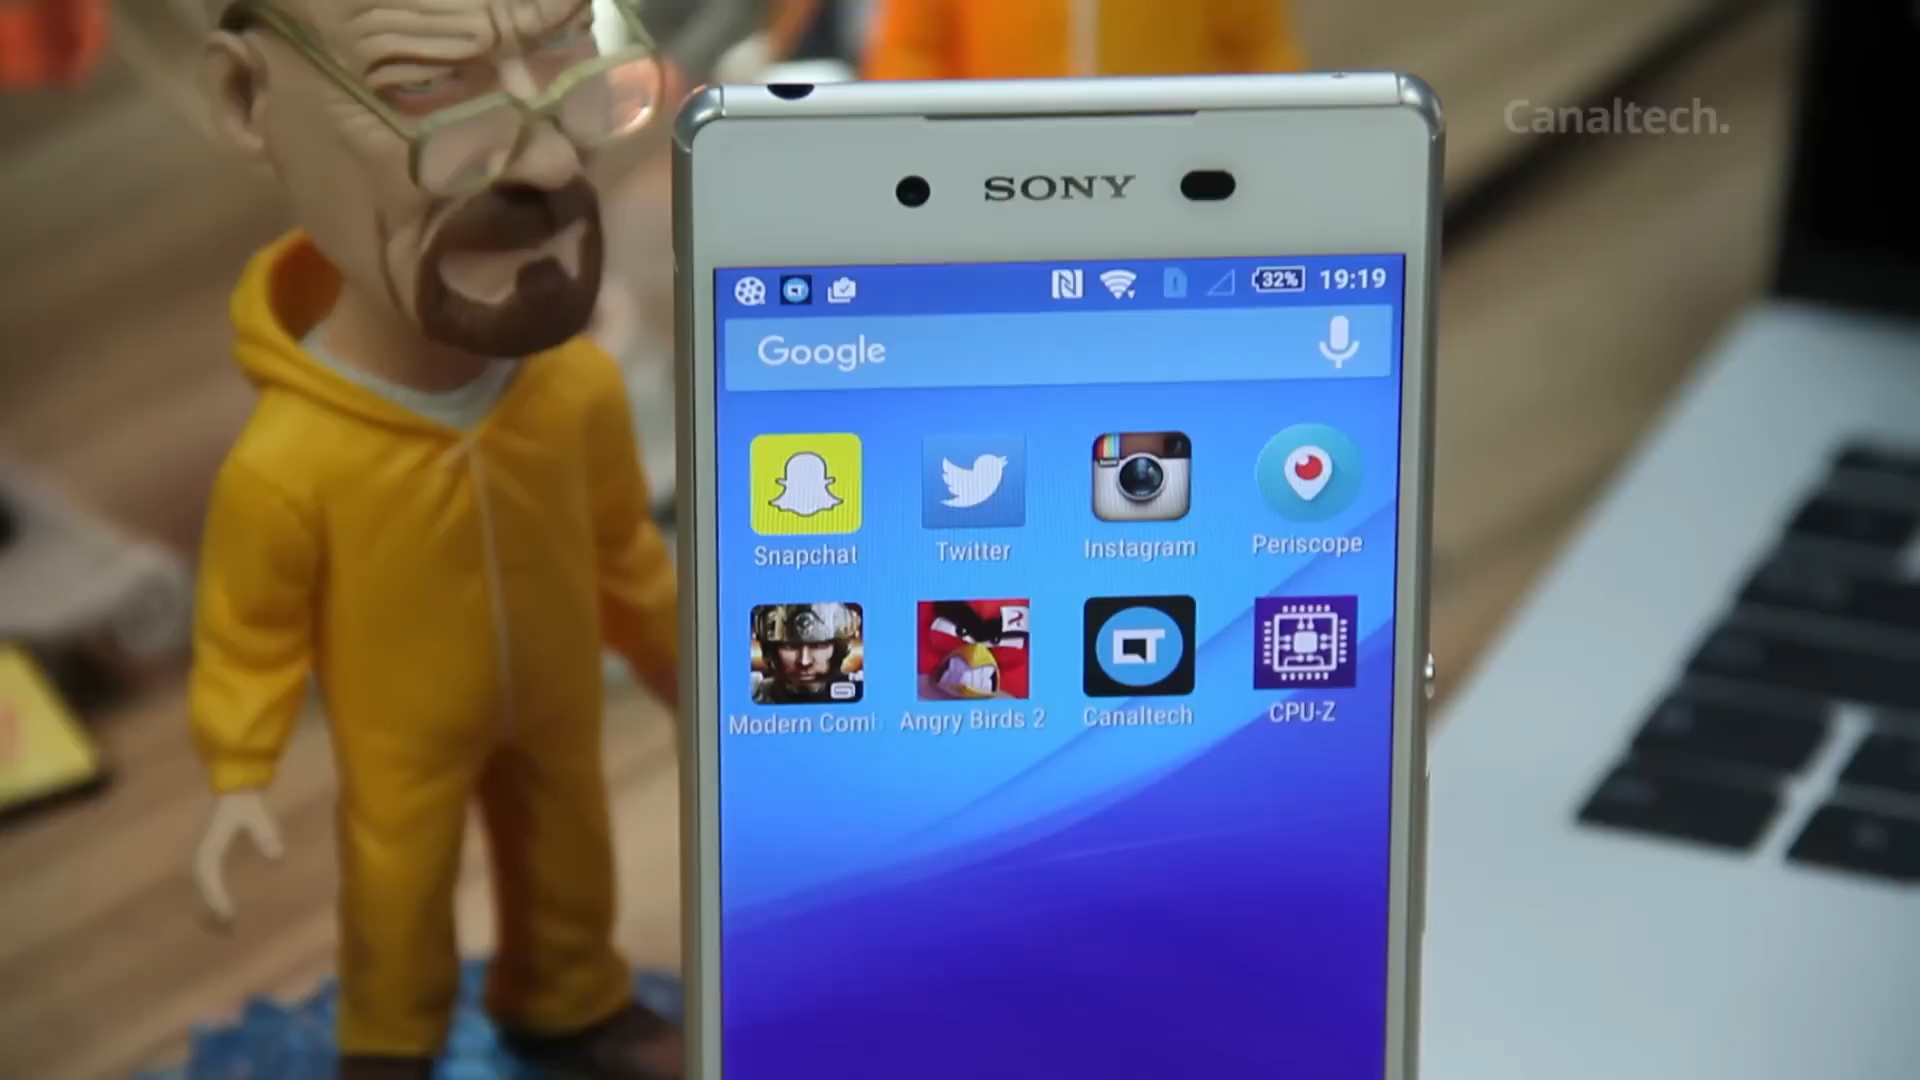 Canaltech.
SONY
32% 19:19
Google
Snapchat Twitter Instagram Periscope
Modern Com
Angry Birds 2 Canaltech CPU-Z